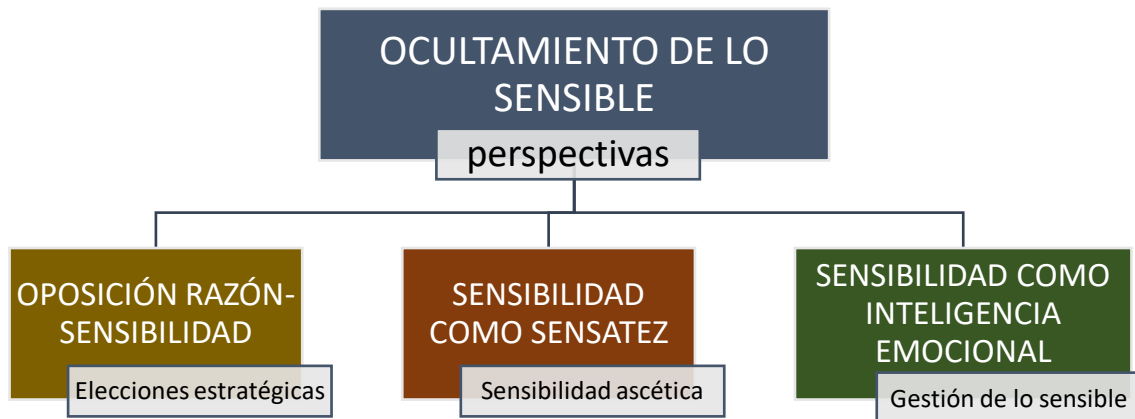 OCULTAMIENTO DE LO
SENSIBLE
perspectivas
OPOSICIÓN RAZÓN-
SENSIBILIDAD
Elecciones estratégicas
SENSIBILIDAD
COMO SENSATEZ
Sensibilidad ascética
SENSIBILIDAD COMO
INTELIGENCIA
EMOCIONAL
Gestión de lo sensible